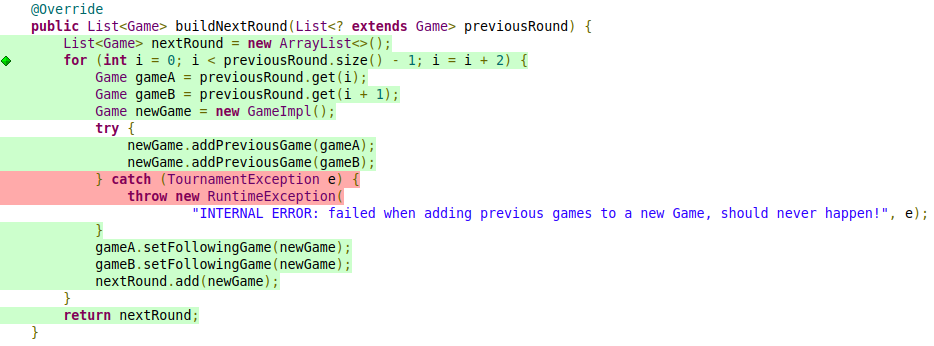 @Override
public List<Game> buildNextRound(List<? extends Game> previousRound) {
    List<Game> nextRound = new ArrayList<>();
    for (int i = 0; i < previousRound.size() - 1; i = i + 2) {
        Game gameA = previousRound.get(i);
        Game gameB = previousRound.get(i + 1);
        Game newGame = new GameImpl();
        try {
            newGame.addPreviousGame(gameA);
            newGame.addPreviousGame(gameB);
        } catch (TournamentException e) {
            throw new RuntimeException(
                    "INTERNAL ERROR: failed when adding previous games to a new Game, should never happen!", e);
        }
        gameA.setFollowingGame(newGame);
        gameB.setFollowingGame(newGame);
        nextRound.add(newGame);
    }
    return nextRound;
}